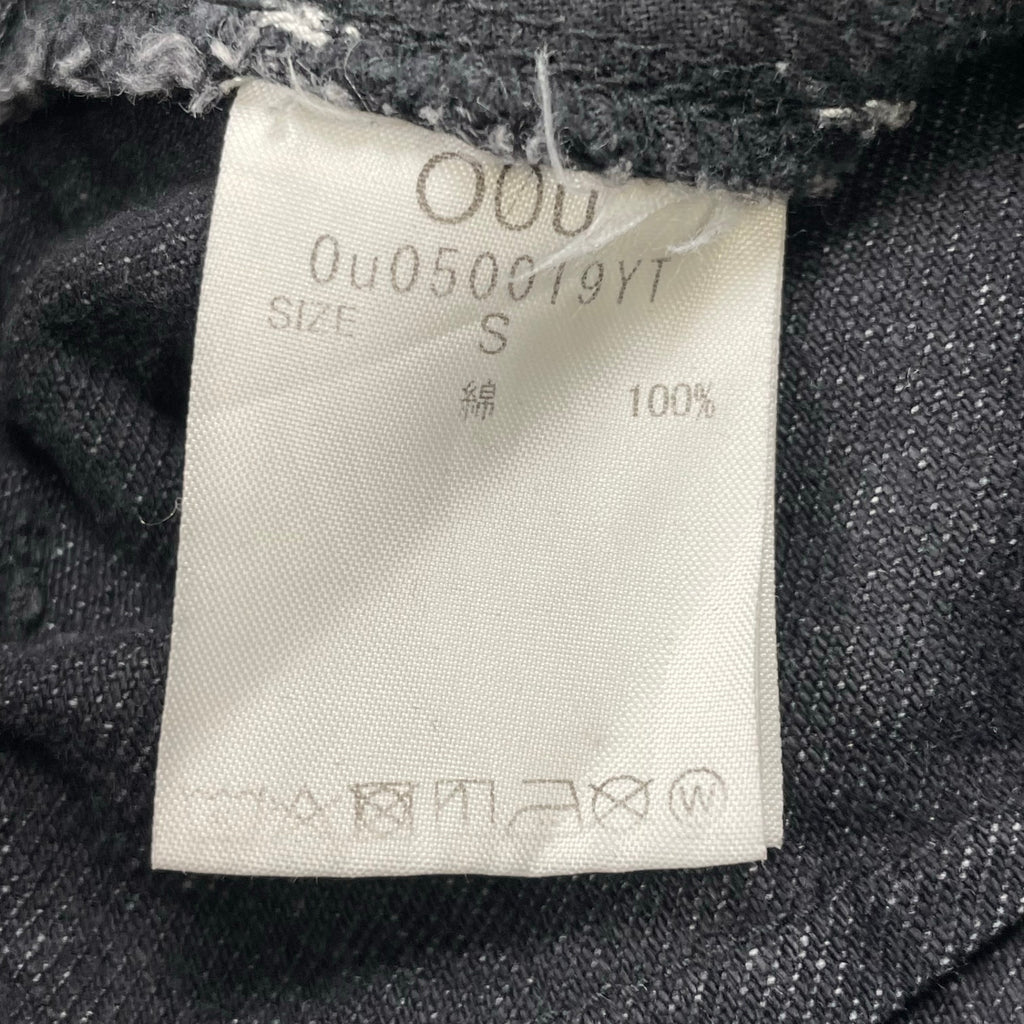 OOu
0u050019YT
SIZE S
綿 100%
W